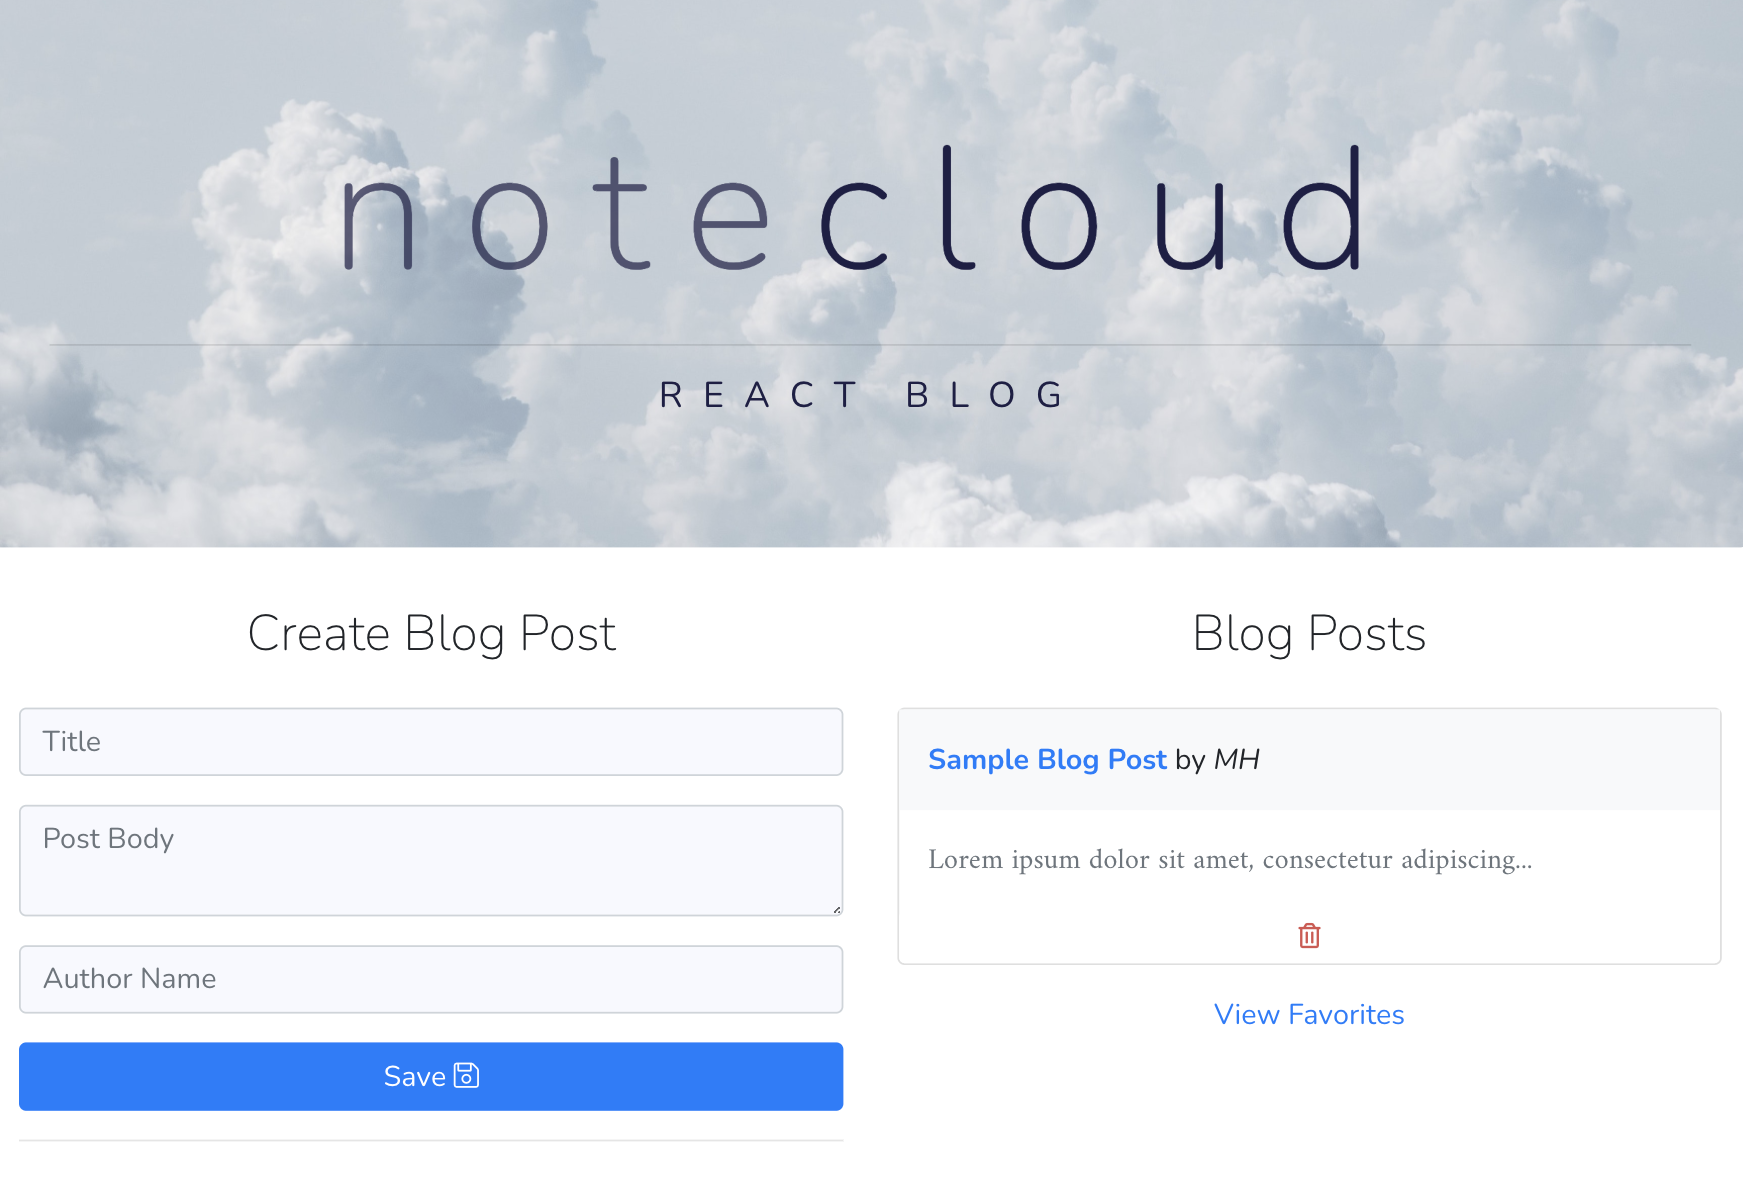 notecloud
REACT BLOG
Create Blog Post
Title
Post Body
Author Name
Save
Blog Posts
Sample Blog Post by MH
Lorem ipsum dolor sit amet, consectetur adipiscing...
View Favorites